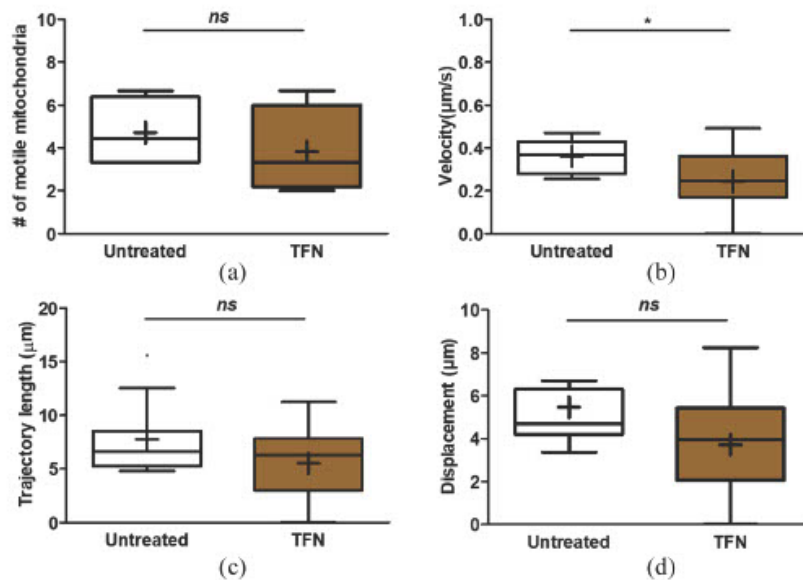 ns
# of motile mitochondria
10
8
6
4
2
0
Untreated TFN
(a)
*
Velocity(μm/s)
1.0
0.8
0.6
0.4
0.2
0.0
Untreated TFN
(b)
ns
Trajectory length (μm)
20
15
10
5
0
Untreated TFN
(c)
ns
Displacement (μm)
10
8
6
4
2
0
Untreated TFN
(d)